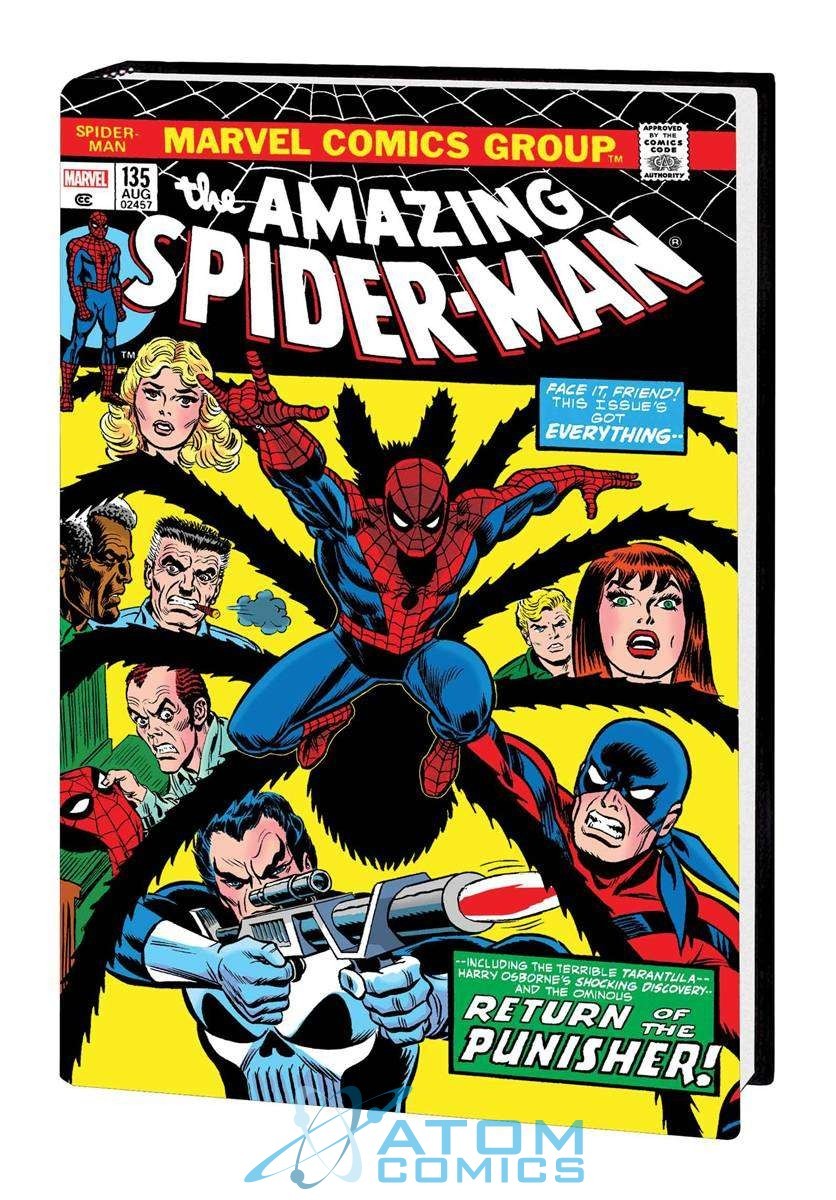 SPIDER-
MAN
MARVEL COMICS GROUP™
APPROVED
BY THE
COMICS
CODE
AUTHORITY
MARVEL
135
AUG
02457
CC
the AMAZING
SPIDER-MAN®
TM
FACE IT, FRIEND!
THIS ISSUE'S
GOT
EVERYTHING--
--INCLUDING THE TERRIBLE TARANTULA--
HARRY OSBORNE'S SHOCKING DISCOVERY--
AND THE OMINOUS
RETURN OF
THE
PUNISHER!
ATOM
COMICS